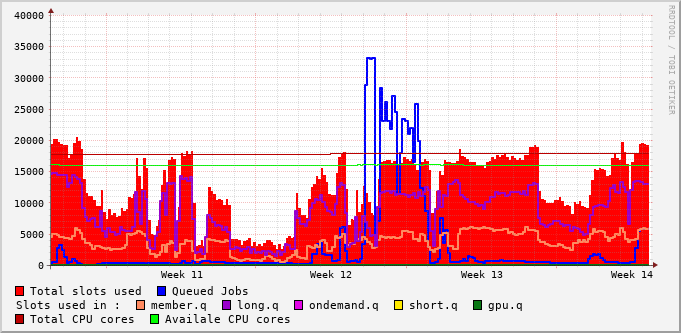 40000
35000
30000
25000
20000
15000
10000
5000
0
Week 11 Week 12 Week 13 Week 14
RRDTOOL / TOBI OETIKER
Total slots used Queued Jobs
Slots used in : member.q long.q ondemand.q short.q gpu.q
Total CPU cores Availale CPU cores